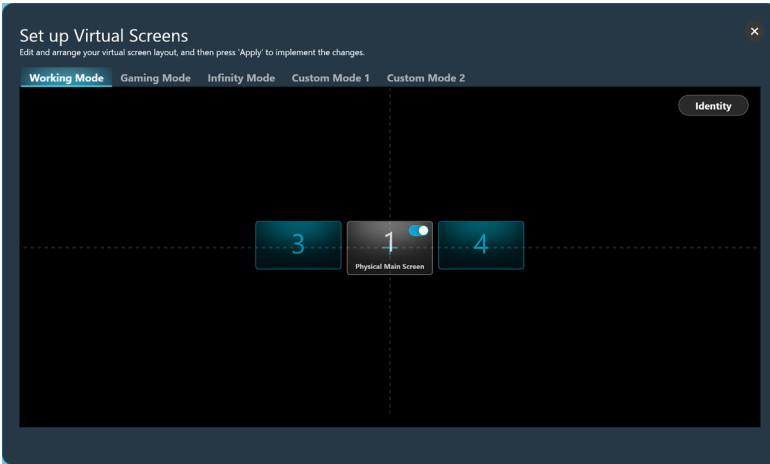 Set up Virtual Screens
Edit and arrange your virtual screen layout, and then press 'Apply' to implement the changes.
Working Mode Gaming Mode Infinity Mode Custom Mode 1 Custom Mode 2
Identity
3 1 4
Physical Main Screen